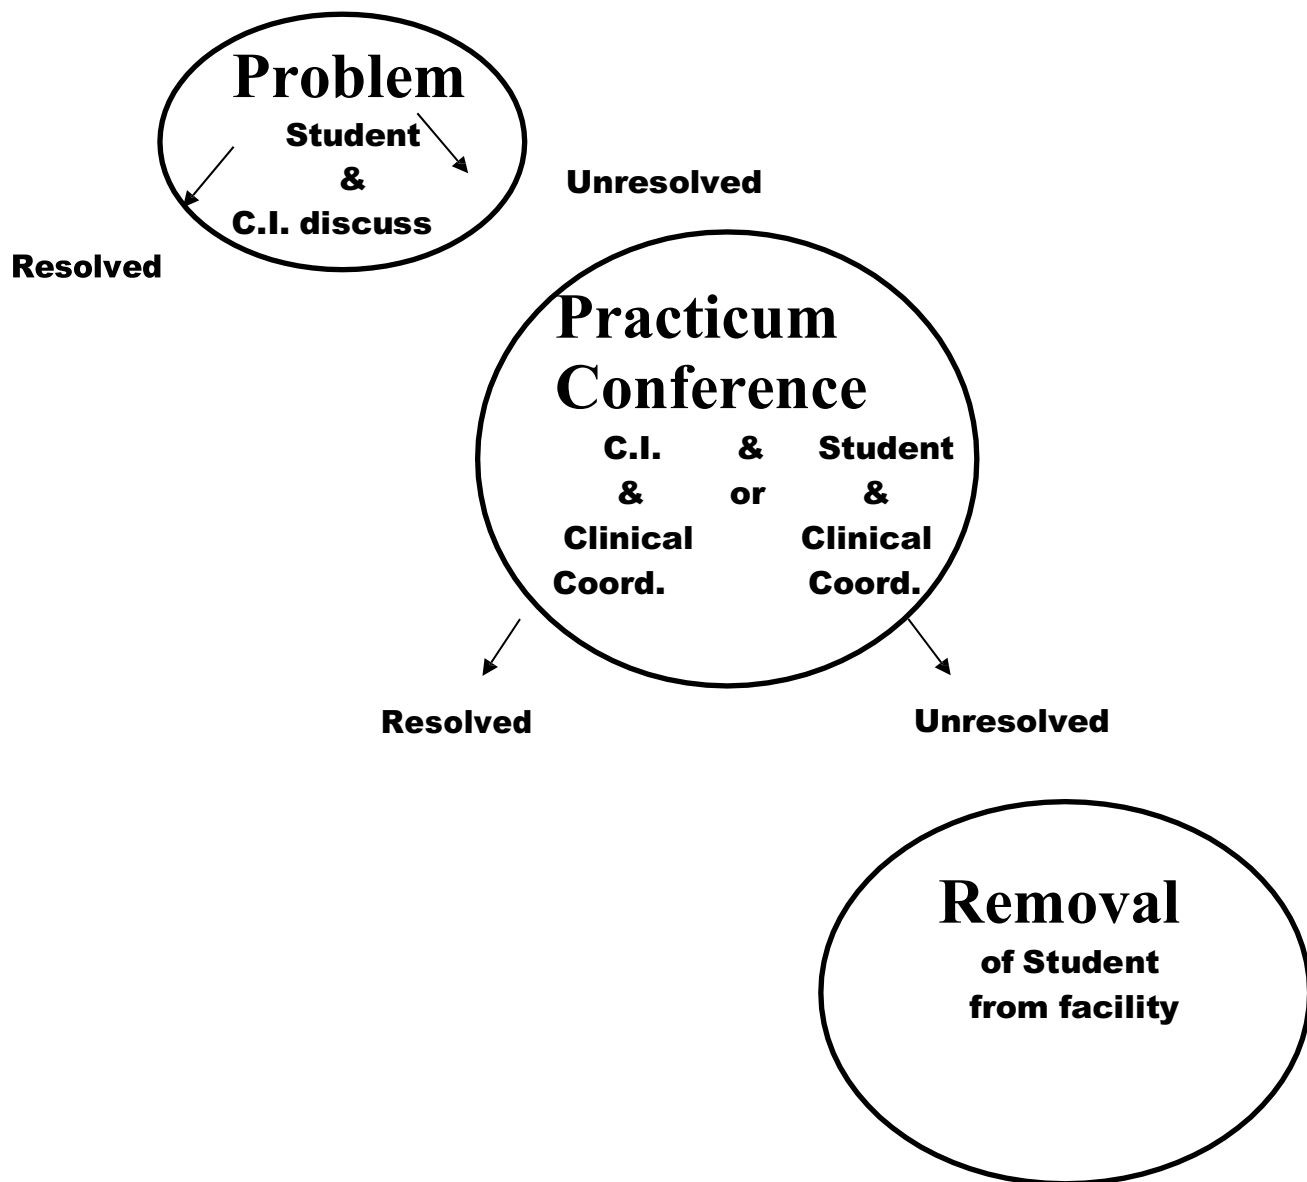 Problem
Student
&
C.I. discuss
Unresolved
Resolved
Practicum
Conference
C.I. & Student
& or &
Clinical Clinical
Coord. Coord.
Resolved Unresolved
Removal
of Student
from facility